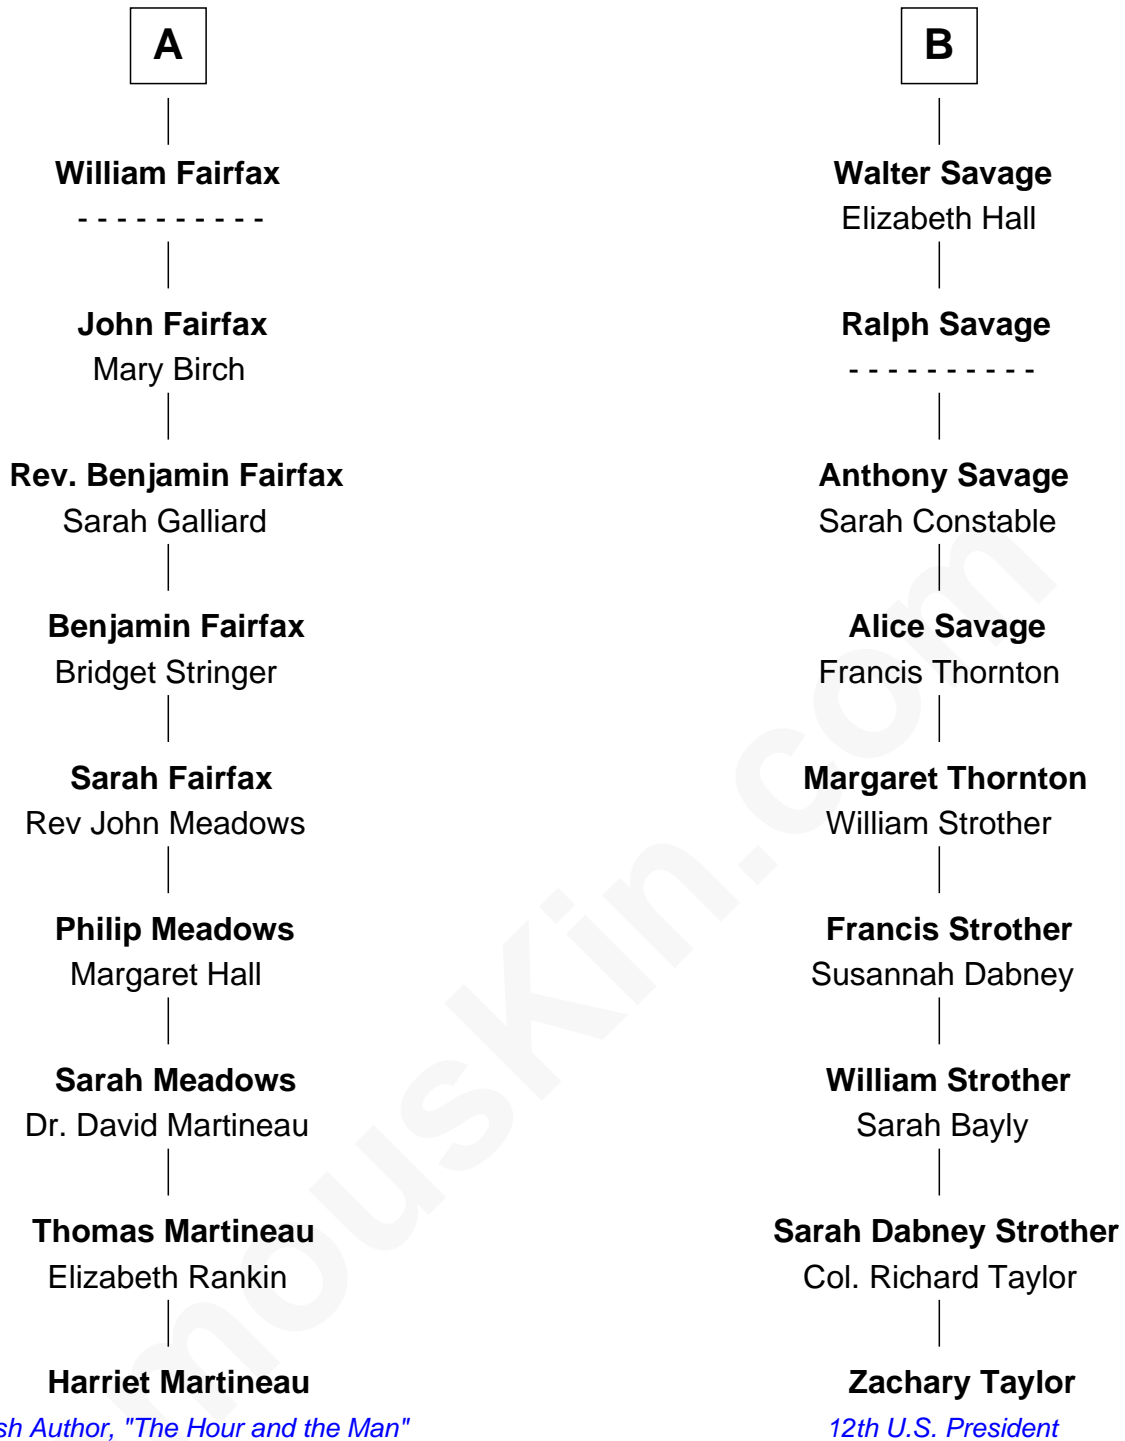 A
B
William Fairfax
- - - - - - - - - -
Walter Savage
Elizabeth Hall
John Fairfax
Mary Birch
Ralph Savage
- - - - - - - - - -
Rev. Benjamin Fairfax
Sarah Galliard
Anthony Savage
Sarah Constable
Benjamin Fairfax
Bridget Stringer
Alice Savage
Francis Thornton
Sarah Fairfax
Rev John Meadows
Margaret Thornton
William Strother
Philip Meadows
Margaret Hall
Francis Strother
Susannah Dabney
Sarah Meadows
Dr. David Martineau
William Strother
Sarah Bayly
Thomas Martineau
Elizabeth Rankin
Sarah Dabney Strother
Col. Richard Taylor
Harriet Martineau
sh Author, "The Hour and the Man"
Zachary Taylor
12th U.S. President
mousKin.com